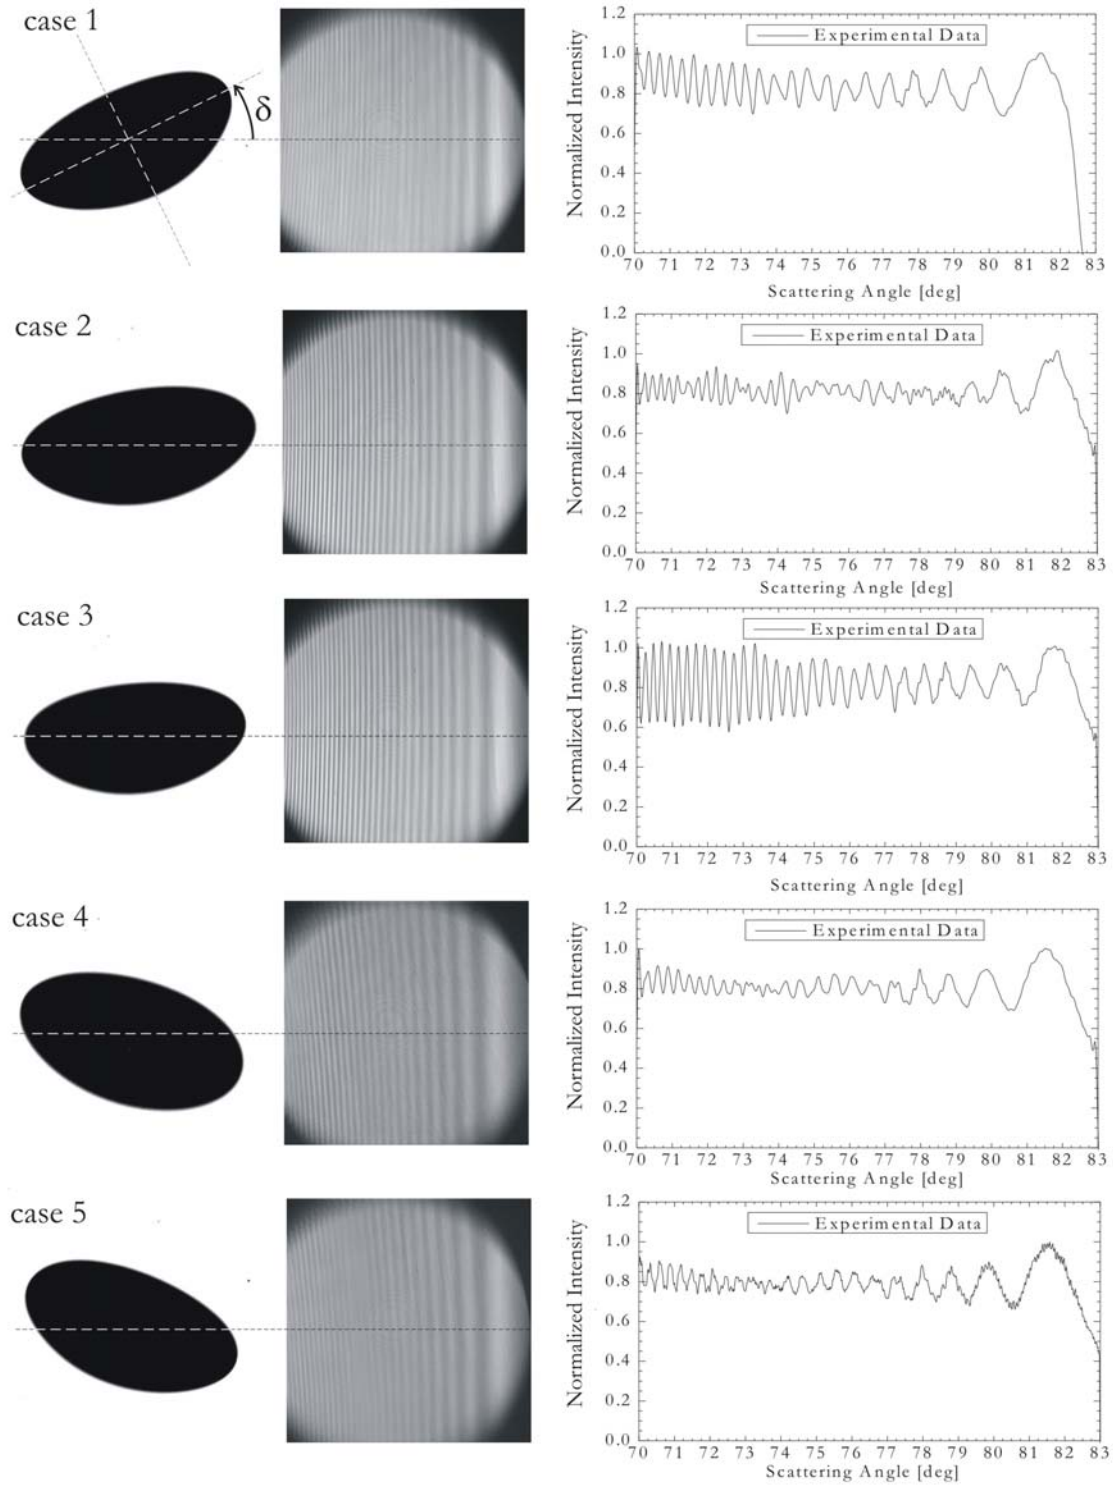 case 1
δ
Experimental Data
Normalized Intensity
1.2
1.0
0.8
0.6
0.4
0.2
0.0
70 71 72 73 74 75 76 77 78 79 80 81 82 83
Scattering Angle [deg]
case 2
Experimental Data
Normalized Intensity
1.2
1.0
0.8
0.6
0.4
0.2
0.0
70 71 72 73 74 75 76 77 78 79 80 81 82 83
Scattering Angle [deg]
case 3
Experimental Data
Normalized Intensity
1.2
1.0
0.8
0.6
0.4
0.2
0.0
70 71 72 73 74 75 76 77 78 79 80 81 82 83
Scattering Angle [deg]
case 4
Experimental Data
Normalized Intensity
1.2
1.0
0.8
0.6
0.4
0.2
0.0
70 71 72 73 74 75 76 77 78 79 80 81 82 83
Scattering Angle [deg]
case 5
Experimental Data
Normalized Intensity
1.2
1.0
0.8
0.6
0.4
0.2
0.0
70 71 72 73 74 75 76 77 78 79 80 81 82 83
Scattering Angle [deg]